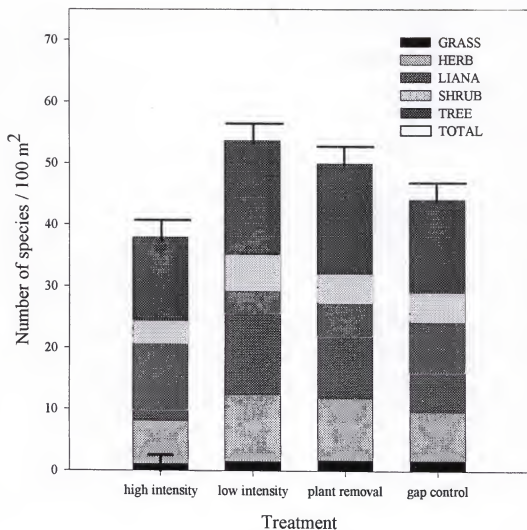 70
60
50
40
30
20
10
0
Number of species / 100 m²
GRASS
HERB
LIANA
SHRUB
TREE
TOTAL
high intensity
low intensity
plant removal
gap control
Treatment